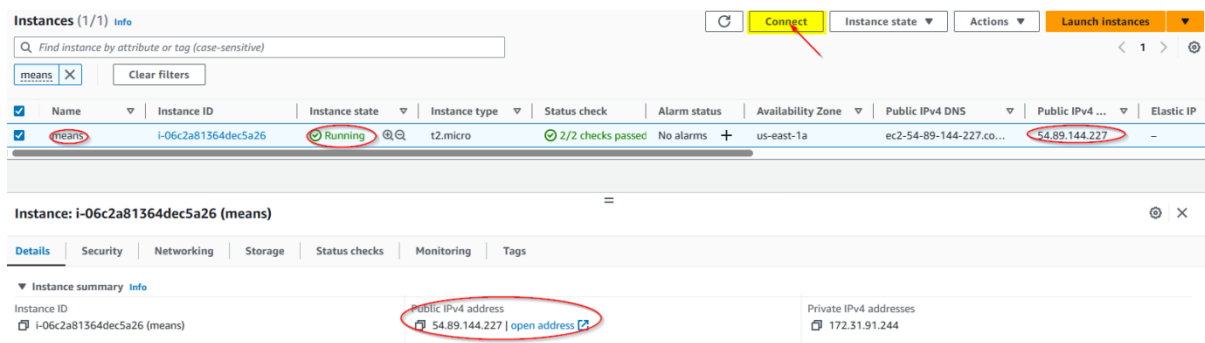 Instances (1/1) Info Connect Instance state Actions Launch instances
Find instance by attribute or tag (case-sensitive) 1
means Clear filters
Name Instance ID Instance state Instance type Status check Alarm status Availability Zone Public IPv4 DNS Public IPv4 ... Elastic IP
means i-06c2a81364dec5a26 Running t2.micro 2/2 checks passed No alarms + us-east-1a ec2-54-89-144-227.co... 54.89.144.227 –
Instance: i-06c2a81364dec5a26 (means)
Details Security Networking Storage Status checks Monitoring Tags
Instance summary Info
Instance ID Public IPv4 address Private IPv4 addresses
i-06c2a81364dec5a26 (means) 54.89.144.227 | open address 172.31.91.244